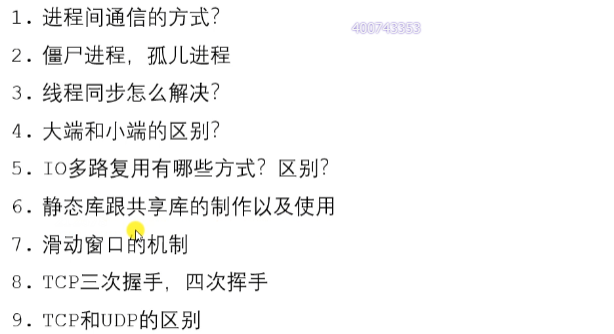 1. 进程间通信的方式？
400743353
2. 僵尸进程，孤儿进程
3. 线程同步怎么解决？
4. 大端和小端的区别？
5. IO多路复用有哪些方式？区别？
6. 静态库跟共享库的制作以及使用
7. 滑动窗口的机制
8. TCP三次握手，四次挥手
9. TCP和UDP的区别